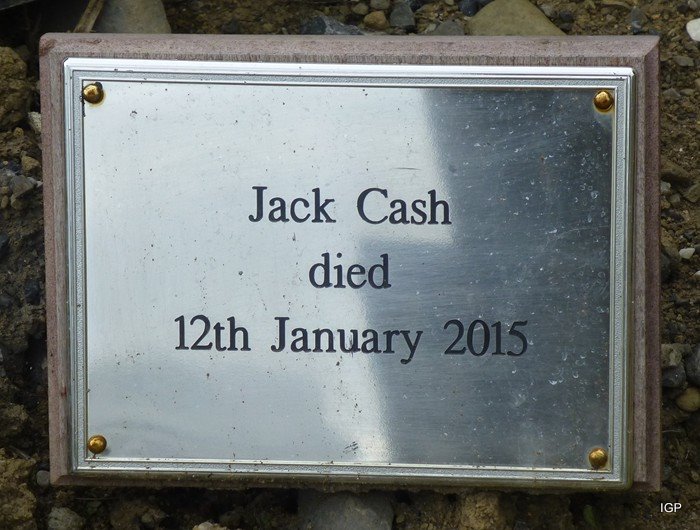 Jack Cash
died
12th January 2015
IGP